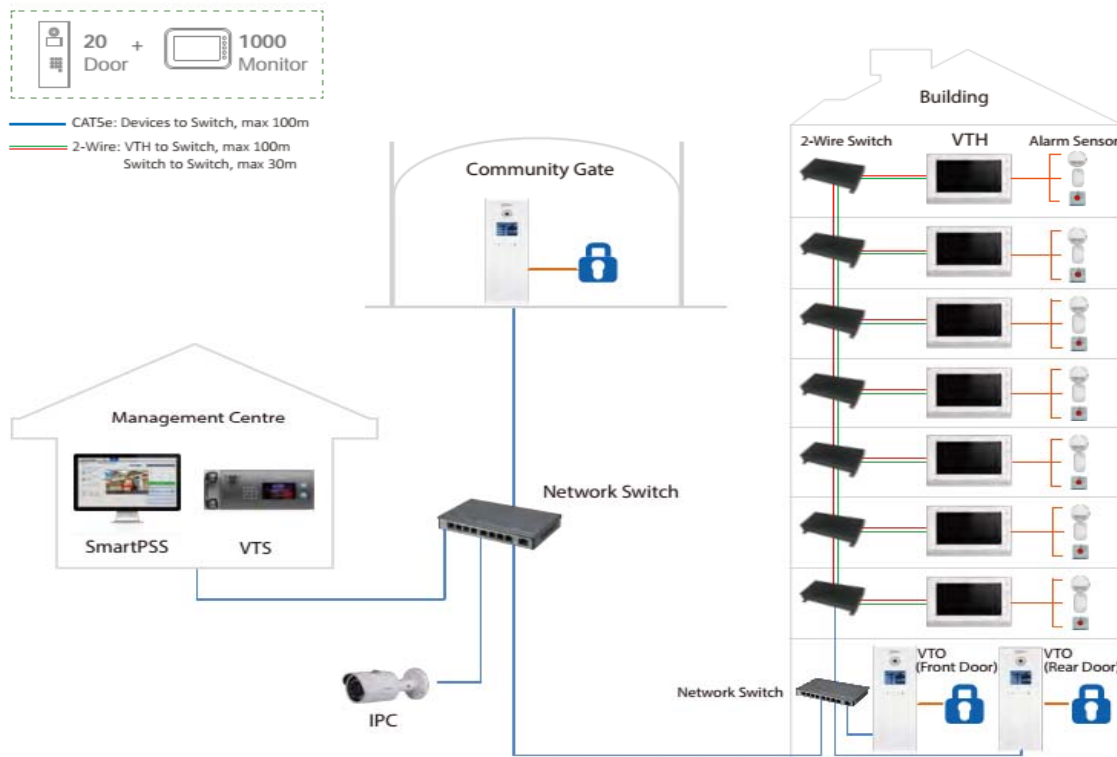 20 + 1000
Door Monitor
CAT5e: Devices to Switch, max 100m
2-Wire: VTH to Switch, max 100m
Switch to Switch, max 30m
Community Gate
Building
2-Wire Switch VTH Alarm Sensor
Management Centre
SmartPSS VTS
Network Switch
IPC
Network Switch
VTO
(Front Door)
VTO
(Rear Door)